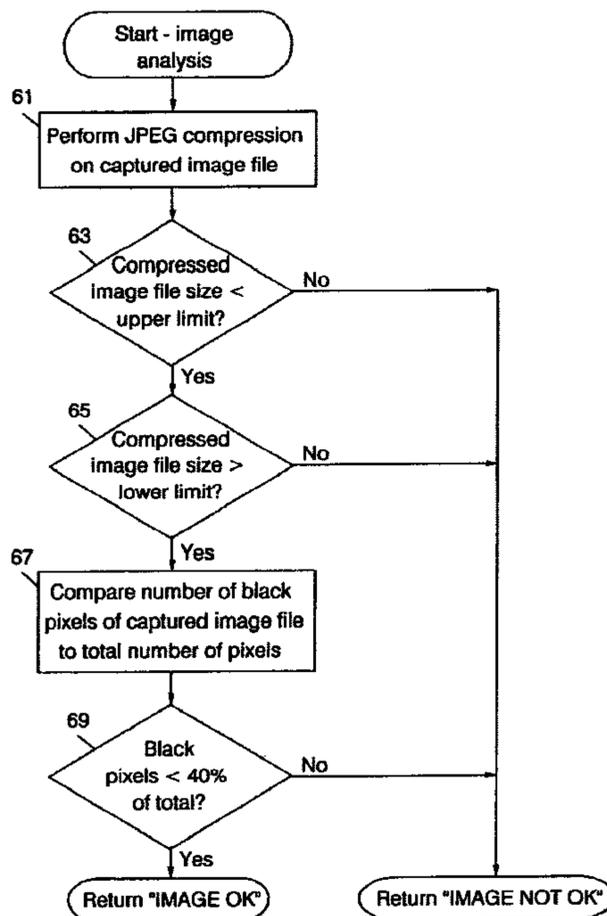 Start - image
analysis
61
Perform JPEG compression
on captured image file
63
Compressed
image file size <
upper limit?
No
Yes
65
Compressed
image file size >
lower limit?
No
Yes
67
Compare number of black
pixels of captured image file
to total number of pixels
69
Black
pixels < 40%
of total?
No
Yes
Return "IMAGE OK"
Return "IMAGE NOT OK"